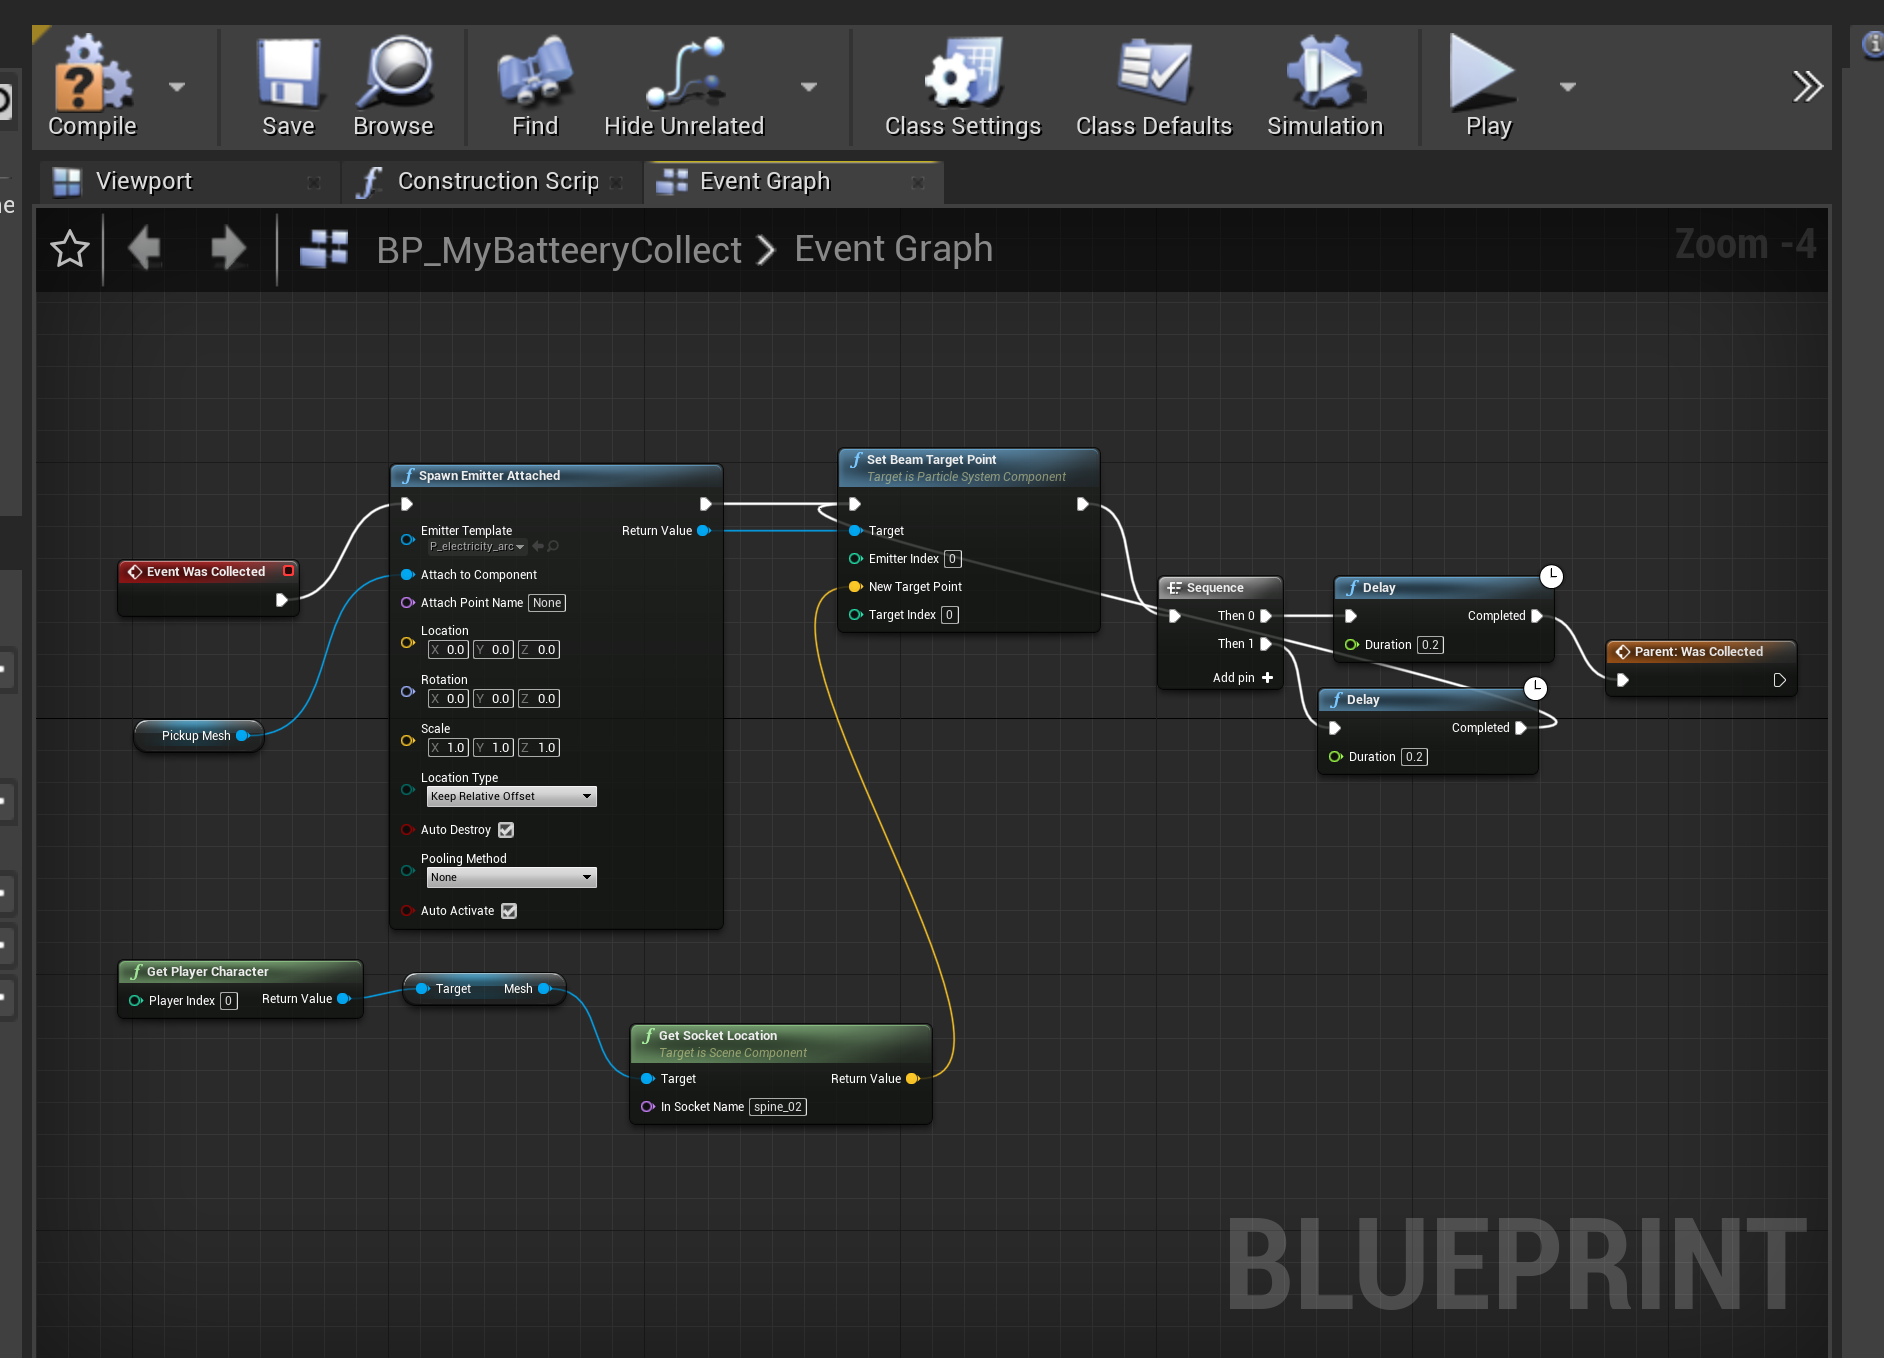 Compile
Save
Browse
Find
Hide Unrelated
Class Settings
Class Defaults
Simulation
Play
Viewport
Construction Scrip
Event Graph
BP_MyBatteeryCollect
Event Graph
Zoom -4
Event Was Collected
Pickup Mesh
Spawn Emitter Attached
Emitter Template
P_electricity_arc
Return Value
Attach to Component
Attach Point Name None
Location
X 0.0 Y 0.0 Z 0.0
Rotation
X 0.0 Y 0.0 Z 0.0
Scale
X 1.0 Y 1.0 Z 1.0
Location Type
Keep Relative Offset
Auto Destroy
Pooling Method
None
Auto Activate
Set Beam Target Point
Target is Particle System Component
Target
Emitter Index 0
New Target Point
Target Index 0
Sequence
Then 0
Then 1
Add pin
Delay
Completed
Duration 0.2
Delay
Completed
Duration 0.2
Parent: Was Collected
Get Player Character
Player Index 0
Return Value
Target Mesh
Get Socket Location
Target is Scene Component
Target
Return Value
In Socket Name spine_02
BLUEPRINT